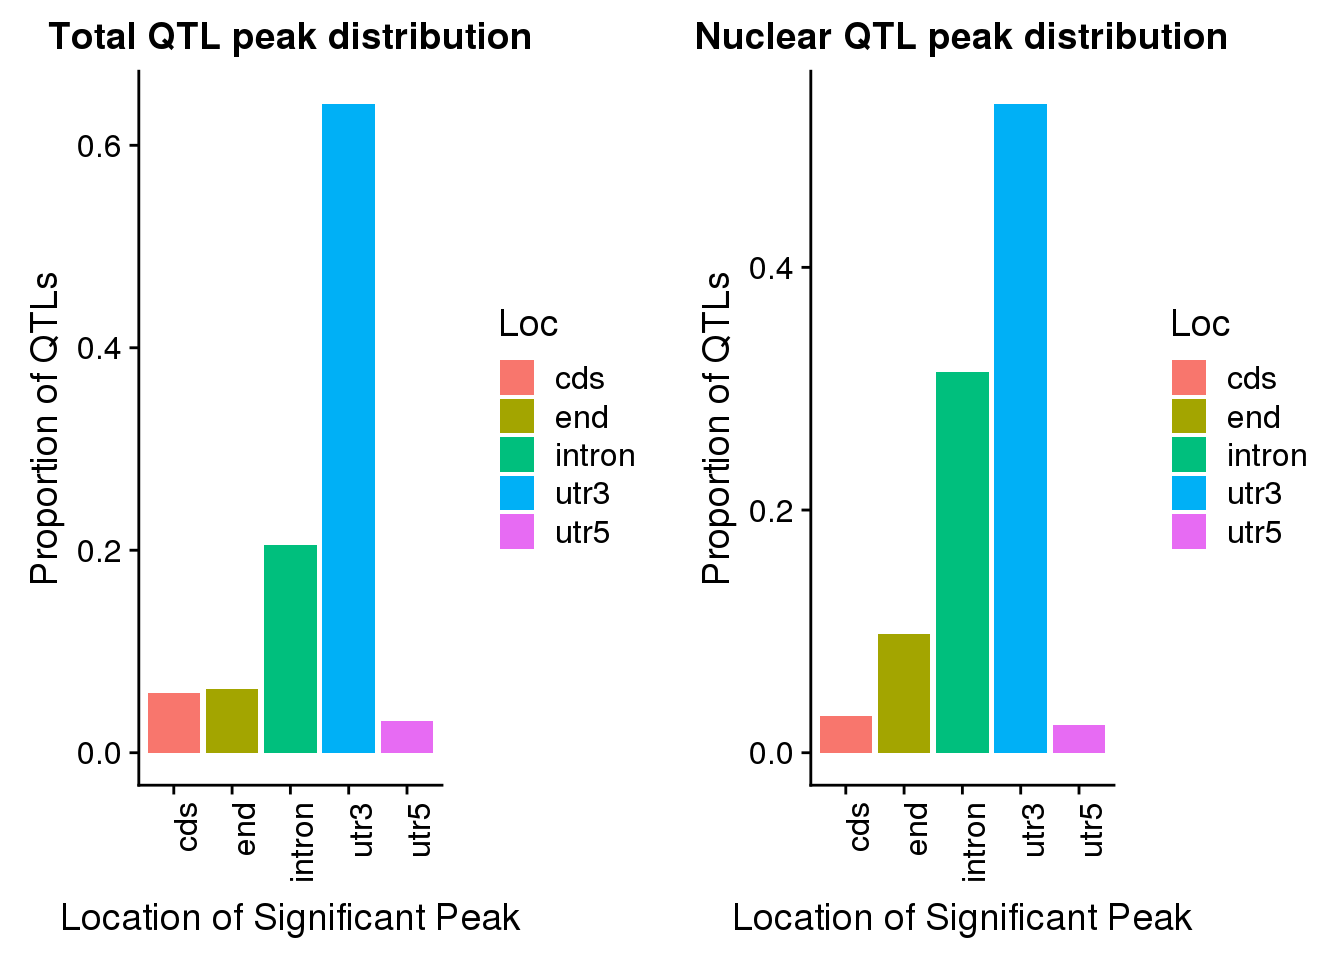 Total QTL peak distribution
Proportion of QTLs
0.6
0.4
0.2
0.0
cds
end
intron
utr3
utr5
Location of Significant Peak
Loc
cds
end
intron
utr3
utr5
Nuclear QTL peak distribution
Proportion of QTLs
0.4
0.2
0.0
cds
end
intron
utr3
utr5
Location of Significant Peak
Loc
cds
end
intron
utr3
utr5